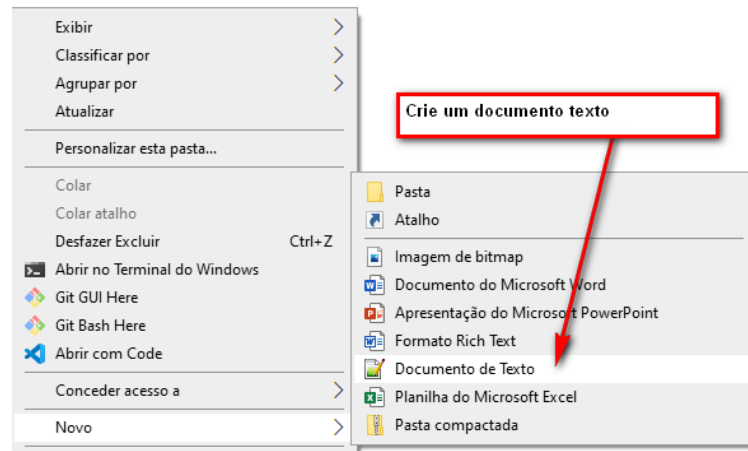 Exibir
Classificar por
Agrupar por
Atualizar
Personalizar esta pasta...
Colar
Colar atalho
Desfazer Excluir Ctrl+Z
Abrir no Terminal do Windows
Git GUI Here
Git Bash Here
Abrir com Code
Conceder acesso a
Novo
Crie um documento texto
Pasta
Atalho
Imagem de bitmap
Documento do Microsoft Word
Apresentação do Microsoft PowerPoint
Formato Rich Text
Documento de Texto
Planilha do Microsoft Excel
Pasta compactada